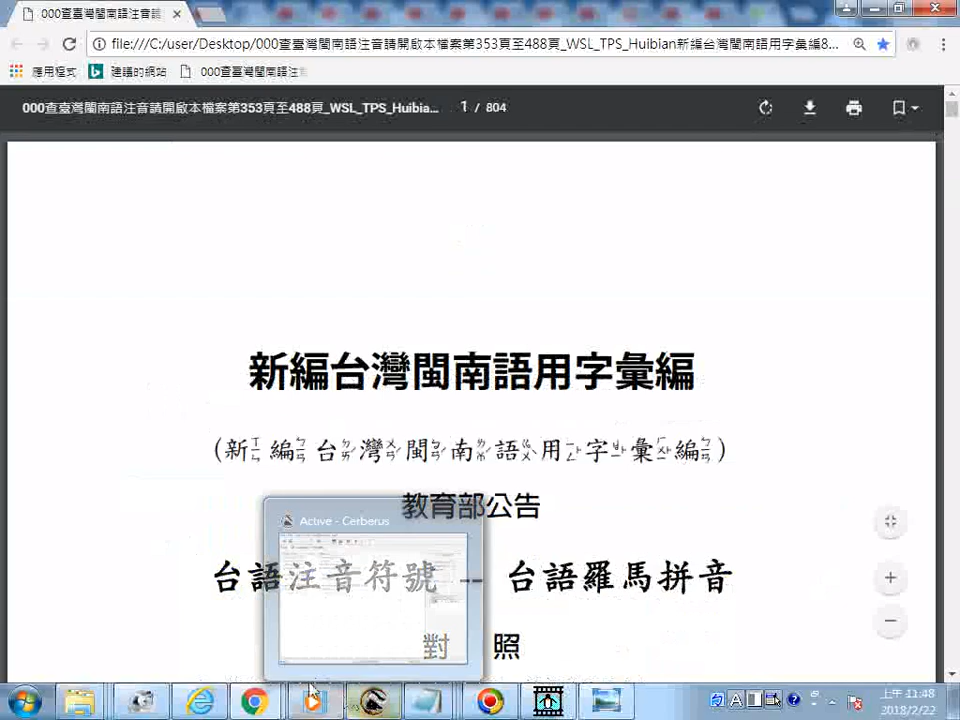 000查臺灣閩南語注音請
file:///C:/user/Desktop/000查臺灣閩南語注音請開啟本檔案第353頁至488頁_WSL_TPS_Huibian新編台灣閩南語用字彙編8...
應用程式 建議的網站 000查臺灣閩南語注
000查臺灣閩南語注音請開啟本檔案第353頁至488頁_WSL_TPS_Huibia... 1 / 804
新編台灣閩南語用字彙編
(新編台灣閩南語用字彙編)
教育部公告
Active - Cerberus
台語注音符號 -- 台語羅馬拼音
對 照
上午 11:48
2018/2/22